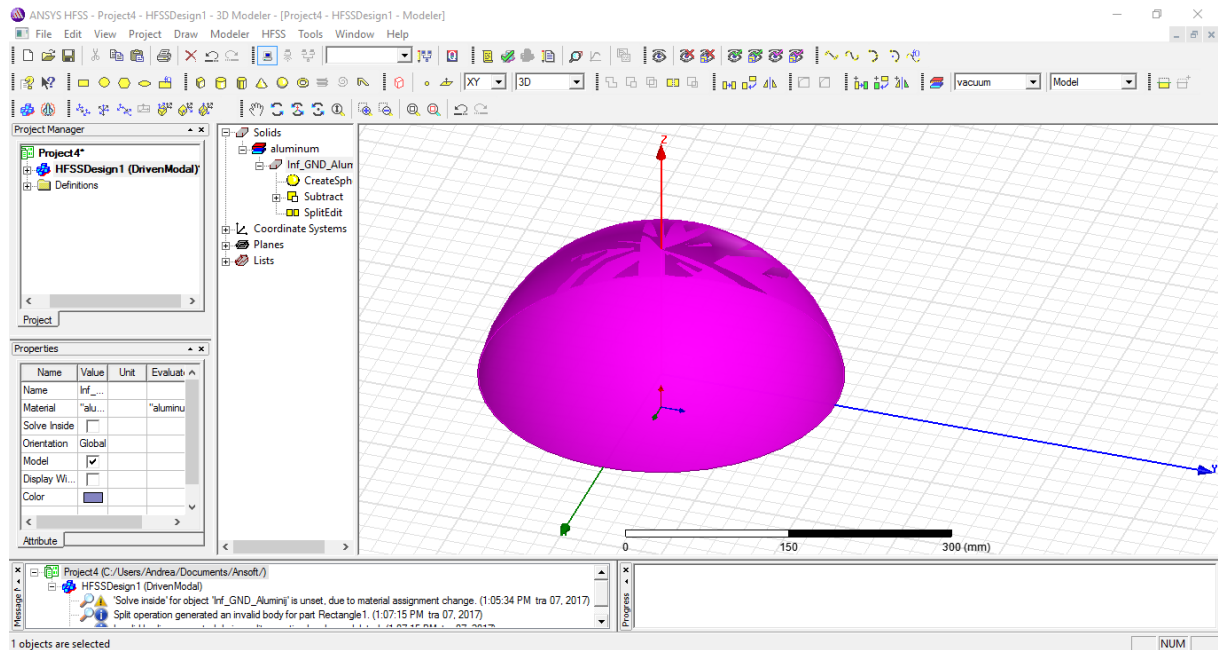 ANSYS HFSS - Project4 - HFSSDesign1 - 3D Modeler - [Project4 - HFSSDesign1 - Modeler]
File Edit View Project Draw Modeler HFSS Tools Window Help
XY 3D vacuum Model
Project Manager
Project4*
HFSSDesign1 (DrivenModal)*
Definitions
Project
Solids
aluminum
Inf_GND_Alun
CreateSph
Subtract
SplitEdit
Coordinate Systems
Planes
Lists
Properties
Name Value Unit Evaluate
Name Inf_...
Material "alu... "aluminu
Solve Inside
Orientation Global
Model
Display Wi...
Color
Attribute
Z
Y
0 150 300 (mm)
Message
Project4 (C:/Users/Andrea/Documents/Ansoft/)
HFSSDesign1 (DrivenModal)
'Solve inside' for object 'Inf_GND_Aluminij' is unset, due to material assignment change. (1:05:34 PM tra 07, 2017)
Split operation generated an invalid body for part Rectangle1. (1:07:15 PM tra 07, 2017)
Progress
1 objects are selected
NUM